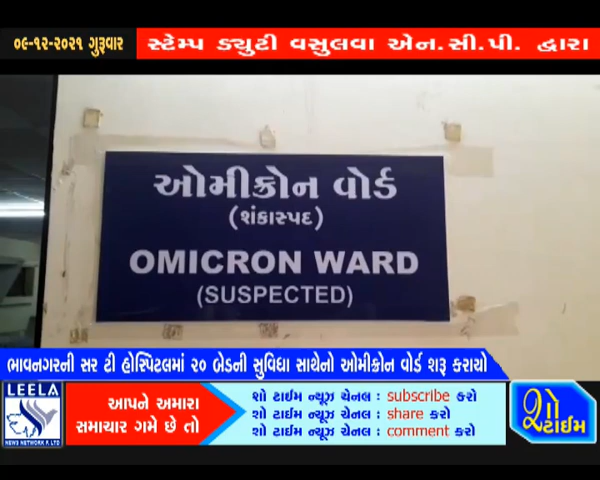 ૦૯-૧૨-૨૦૨૧ ગુરૂવાર
સ્ટેમ્પ ડ્યુટી વસુલવા એન.સી.પી. દ્વારા
ઓમીક્રોન વોર્ડ
(શંકાસ્પદ)
OMICRON WARD
(SUSPECTED)
ભાવનગરની સર ટી હોસ્પિટલમાં ૨૦ બેડની સુવિધા સાથેનો ઓમીક્રોન વોર્ડ શરૂ કરાયો
LEELA
NEWS NETWORK P. LTD
આપને અમારા
સમાચાર ગમે છે તો
શો ટાઈમ ન્યૂઝ ચેનલ : subscribe કરો
શો ટાઈમ ન્યૂઝ ચેનલ : share કરો
શો ટાઈમ ન્યૂઝ ચેનલ : comment કરો
શો
ટાઈમ